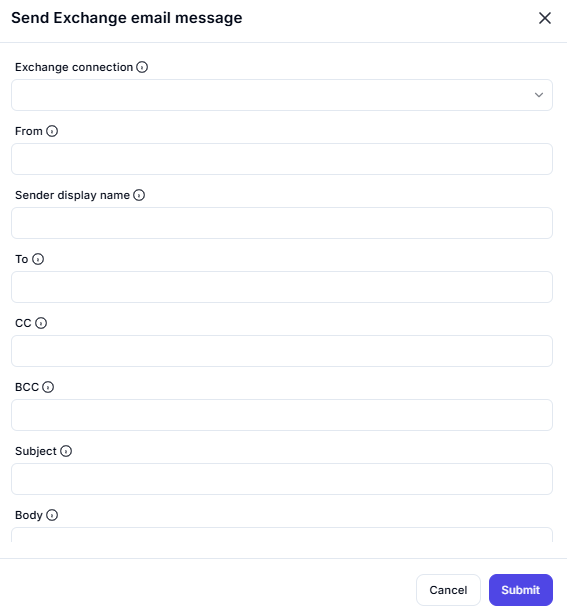 Send Exchange email message
Exchange connection
From
Sender display name
To
CC
BCC
Subject
Body
Cancel Submit